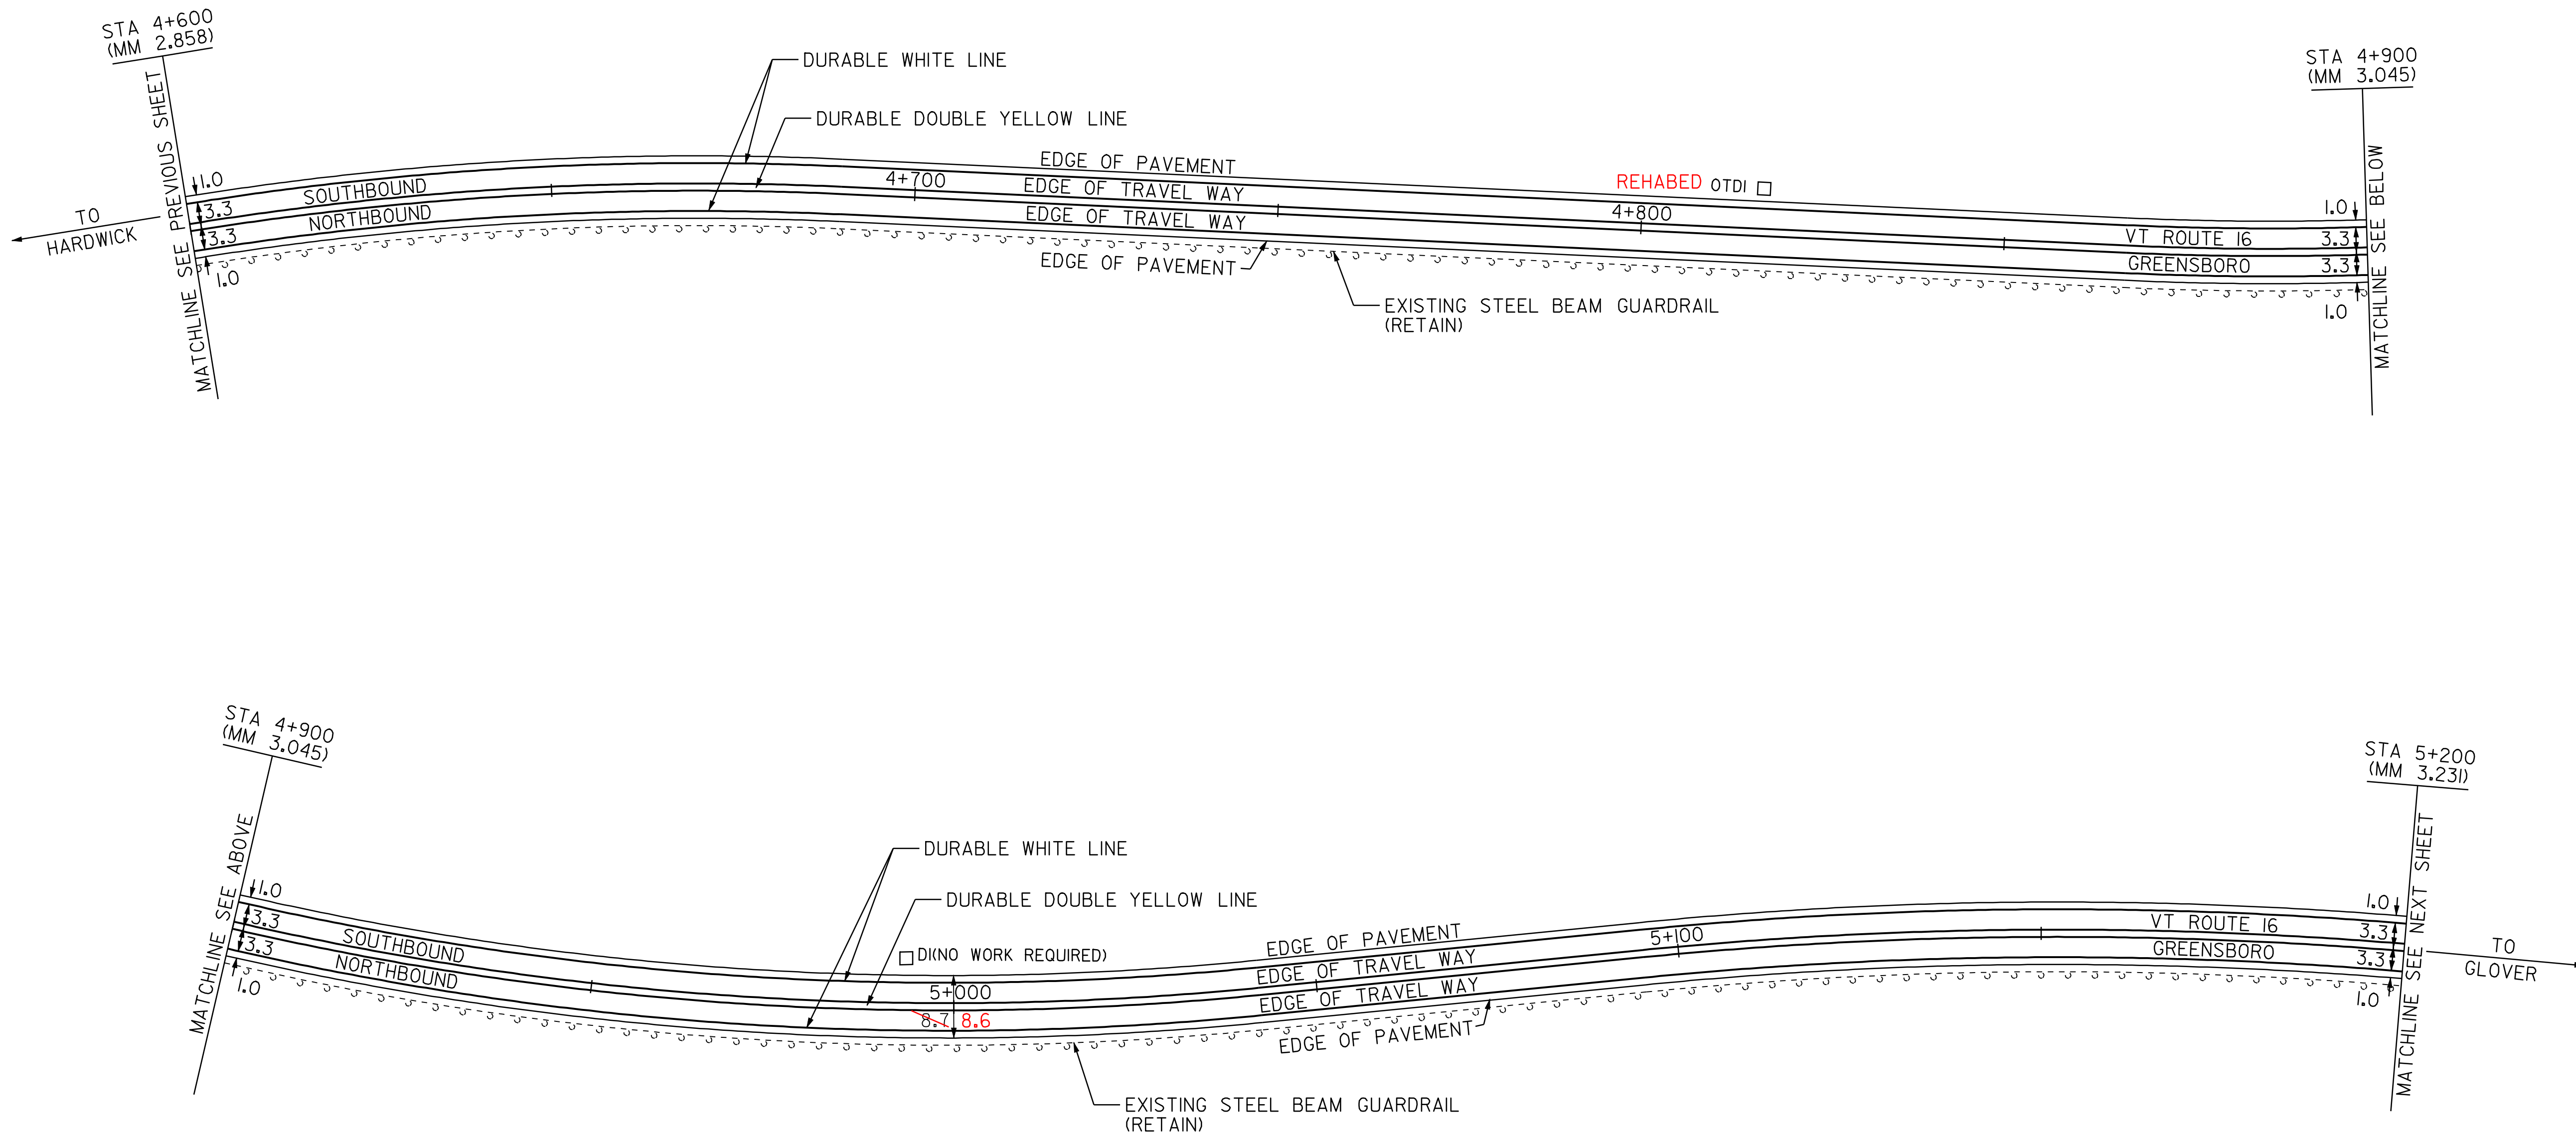 STA 4+600
(MM 2.858)
MATCHLINE SEE PREVIOUS SHEET
TO
HARDWICK
1.0
3.3
3.3
1.0
SOUTHBOUND
NORTHBOUND
DURABLE WHITE LINE
DURABLE DOUBLE YELLOW LINE
4+700
EDGE OF PAVEMENT
EDGE OF TRAVEL WAY
EDGE OF TRAVEL WAY
EDGE OF PAVEMENT
EXISTING STEEL BEAM GUARDRAIL
(RETAIN)
REHABED OTDI
4+800
VT ROUTE 16
GREENSBORO
1.0
3.3
3.3
1.0
STA 4+900
(MM 3.045)
MATCHLINE SEE BELOW
STA 4+900
(MM 3.045)
MATCHLINE SEE ABOVE
1.0
3.3
3.3
1.0
SOUTHBOUND
NORTHBOUND
DURABLE WHITE LINE
DURABLE DOUBLE YELLOW LINE
DI(NO WORK REQUIRED)
5+000
8.7 8.6
EDGE OF PAVEMENT
EDGE OF TRAVEL WAY
EDGE OF TRAVEL WAY
EDGE OF PAVEMENT
EXISTING STEEL BEAM GUARDRAIL
(RETAIN)
5+100
VT ROUTE 16
GREENSBORO
1.0
3.3
3.3
1.0
STA 5+200
(MM 3.231)
MATCHLINE SEE NEXT SHEET
TO
GLOVER